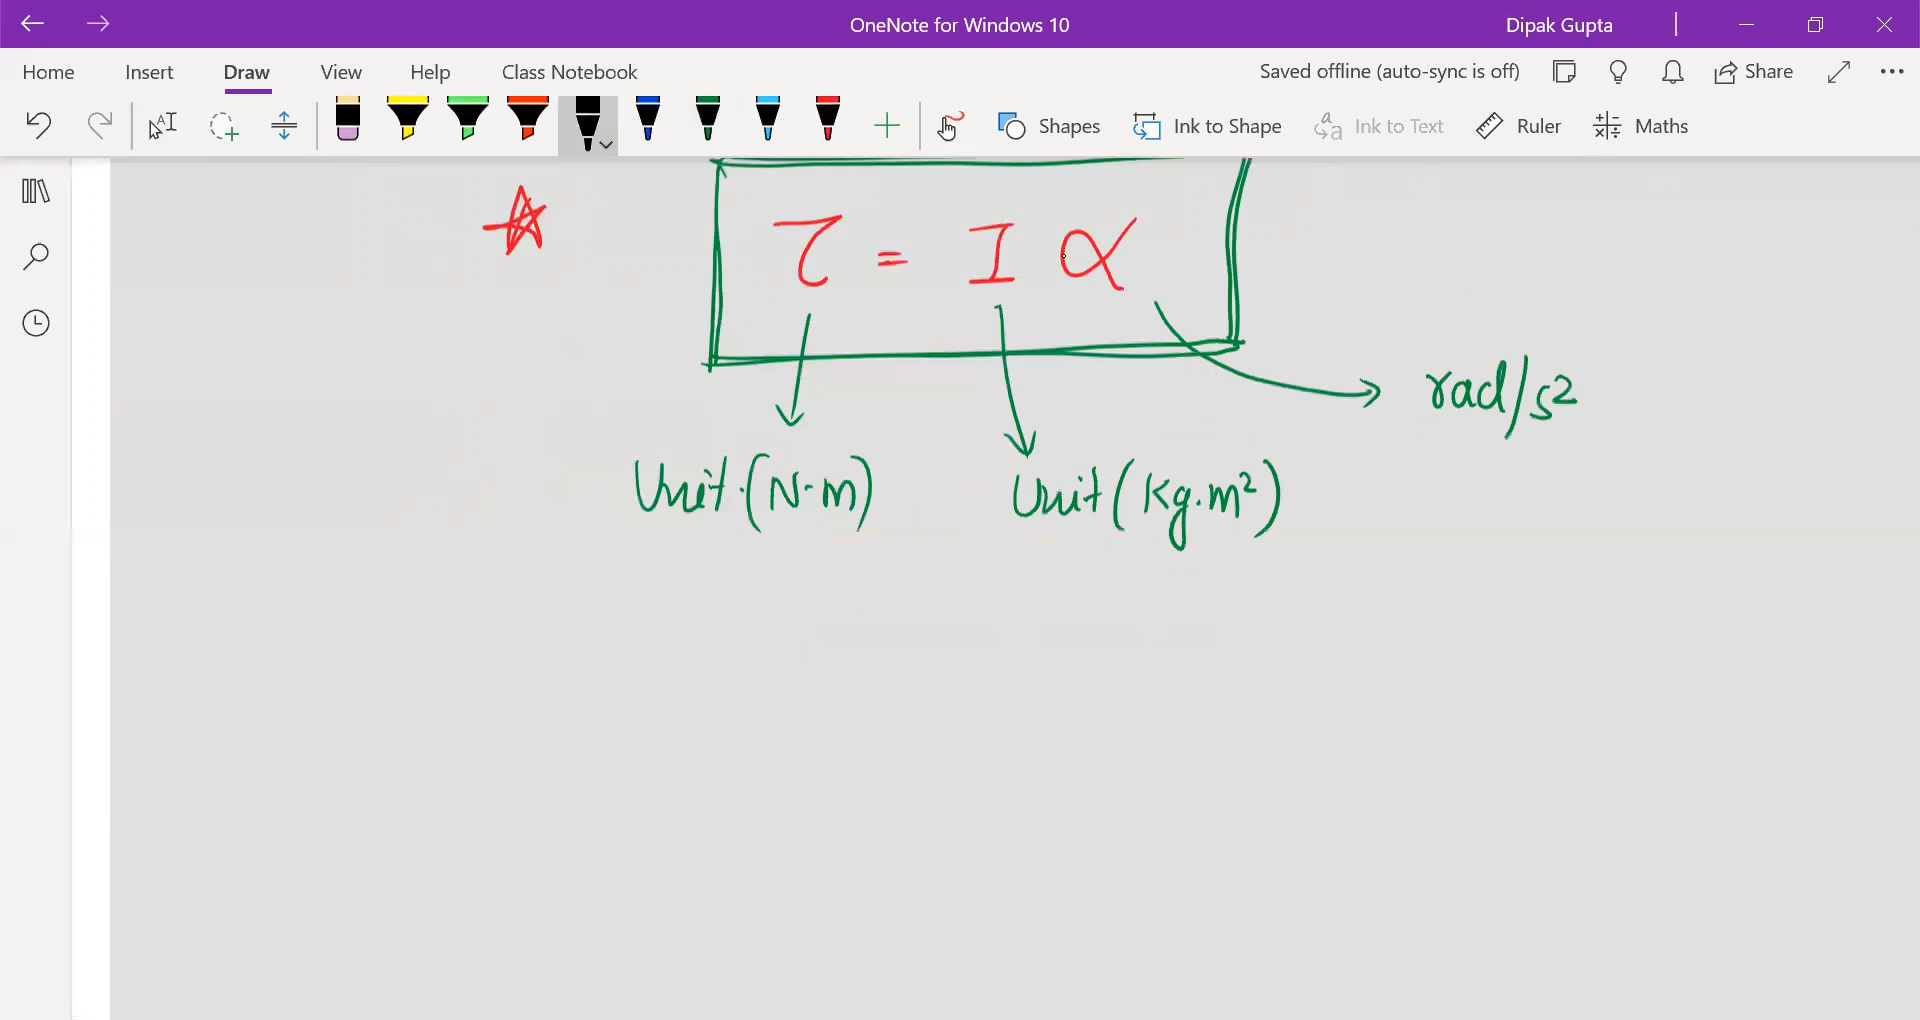 OneNote for Windows 10
Dipak Gupta
Home Insert Draw View Help Class Notebook
Saved offline (auto-sync is off) Share
Shapes Ink to Shape Ink to Text Ruler Maths
τ = I α
rad/s²
Unit.(N-m) Unit(Kg.m²)